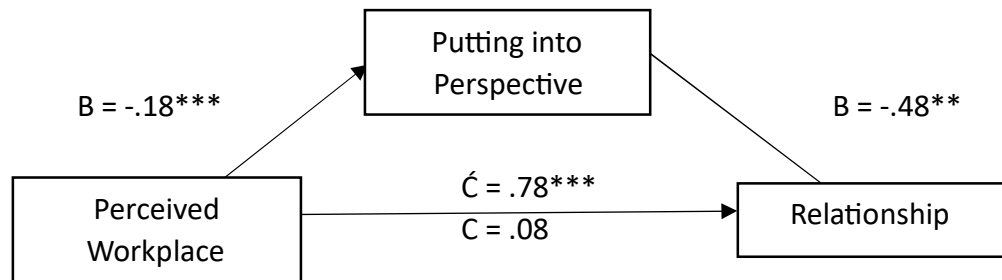 Putting into
Perspective
B = -.18***
B = -.48**
Ć = .78***
C = .08
Perceived
Workplace
Relationship